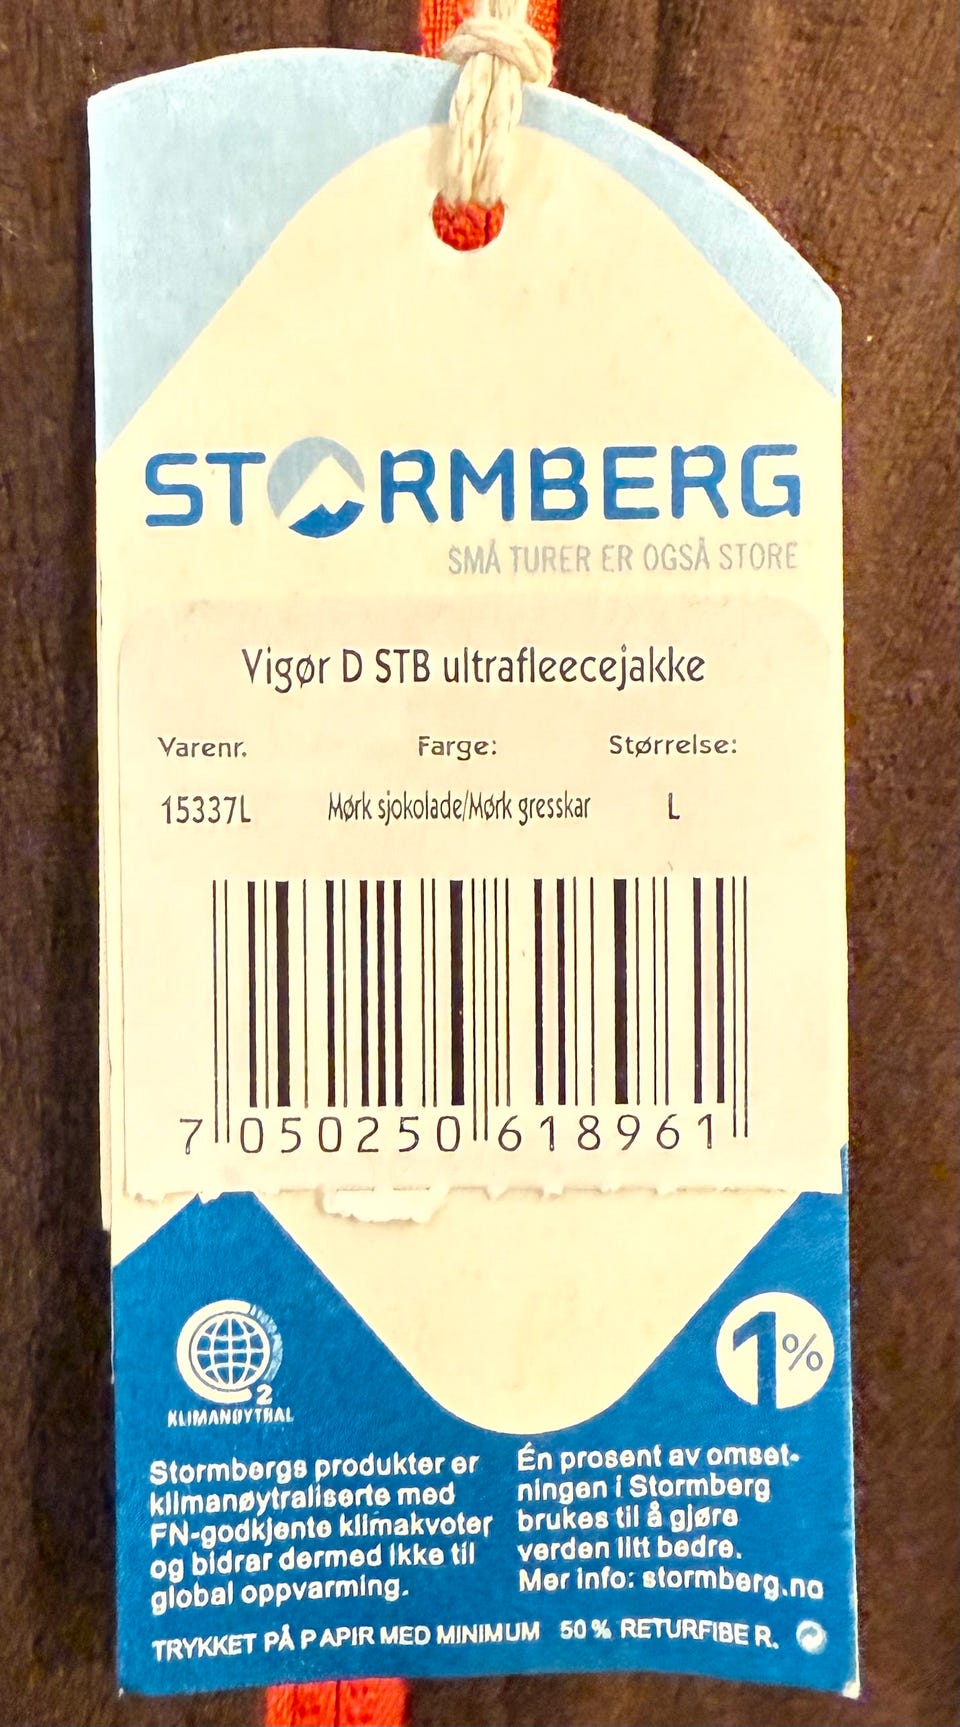 STORMBERG
SMÅ TURER ER OGSÅ STORE
Vigør D STB ultrafleecejakke
Varenr. Farge: Størrelse:
15337L Mørk sjokolade/Mørk gresskar L
7 050250 618961
2
KLIMANØYTRAL
Stormbergs produkter er
klimanøytraliserte med
FN-godkjente klimakvoter
og bidrar dermed ikke til
global oppvarming.
1%
Én prosent av omset-
ningen i Stormberg
brukes til å gjøre
verden litt bedre.
Mer info: stormberg.no
TRYKKET PÅ PAPIR MED MINIMUM 50 % RETURFIBER.